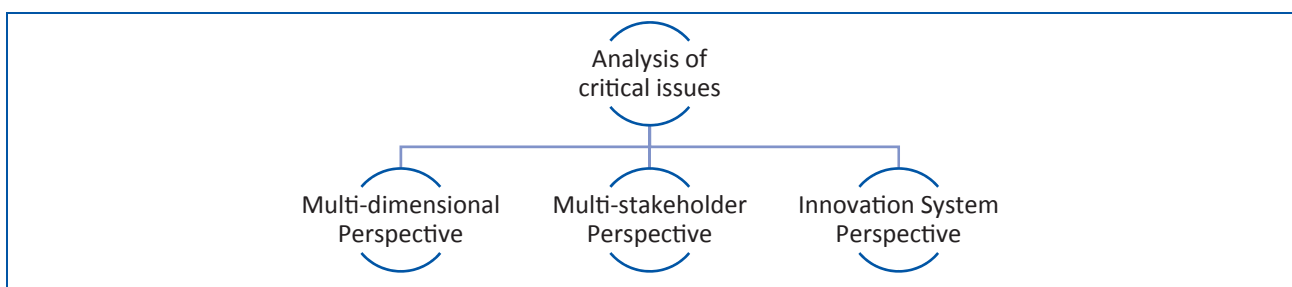 Analysis of
critical issues
Multi-dimensional
Perspective
Multi-stakeholder
Perspective
Innovation System
Perspective